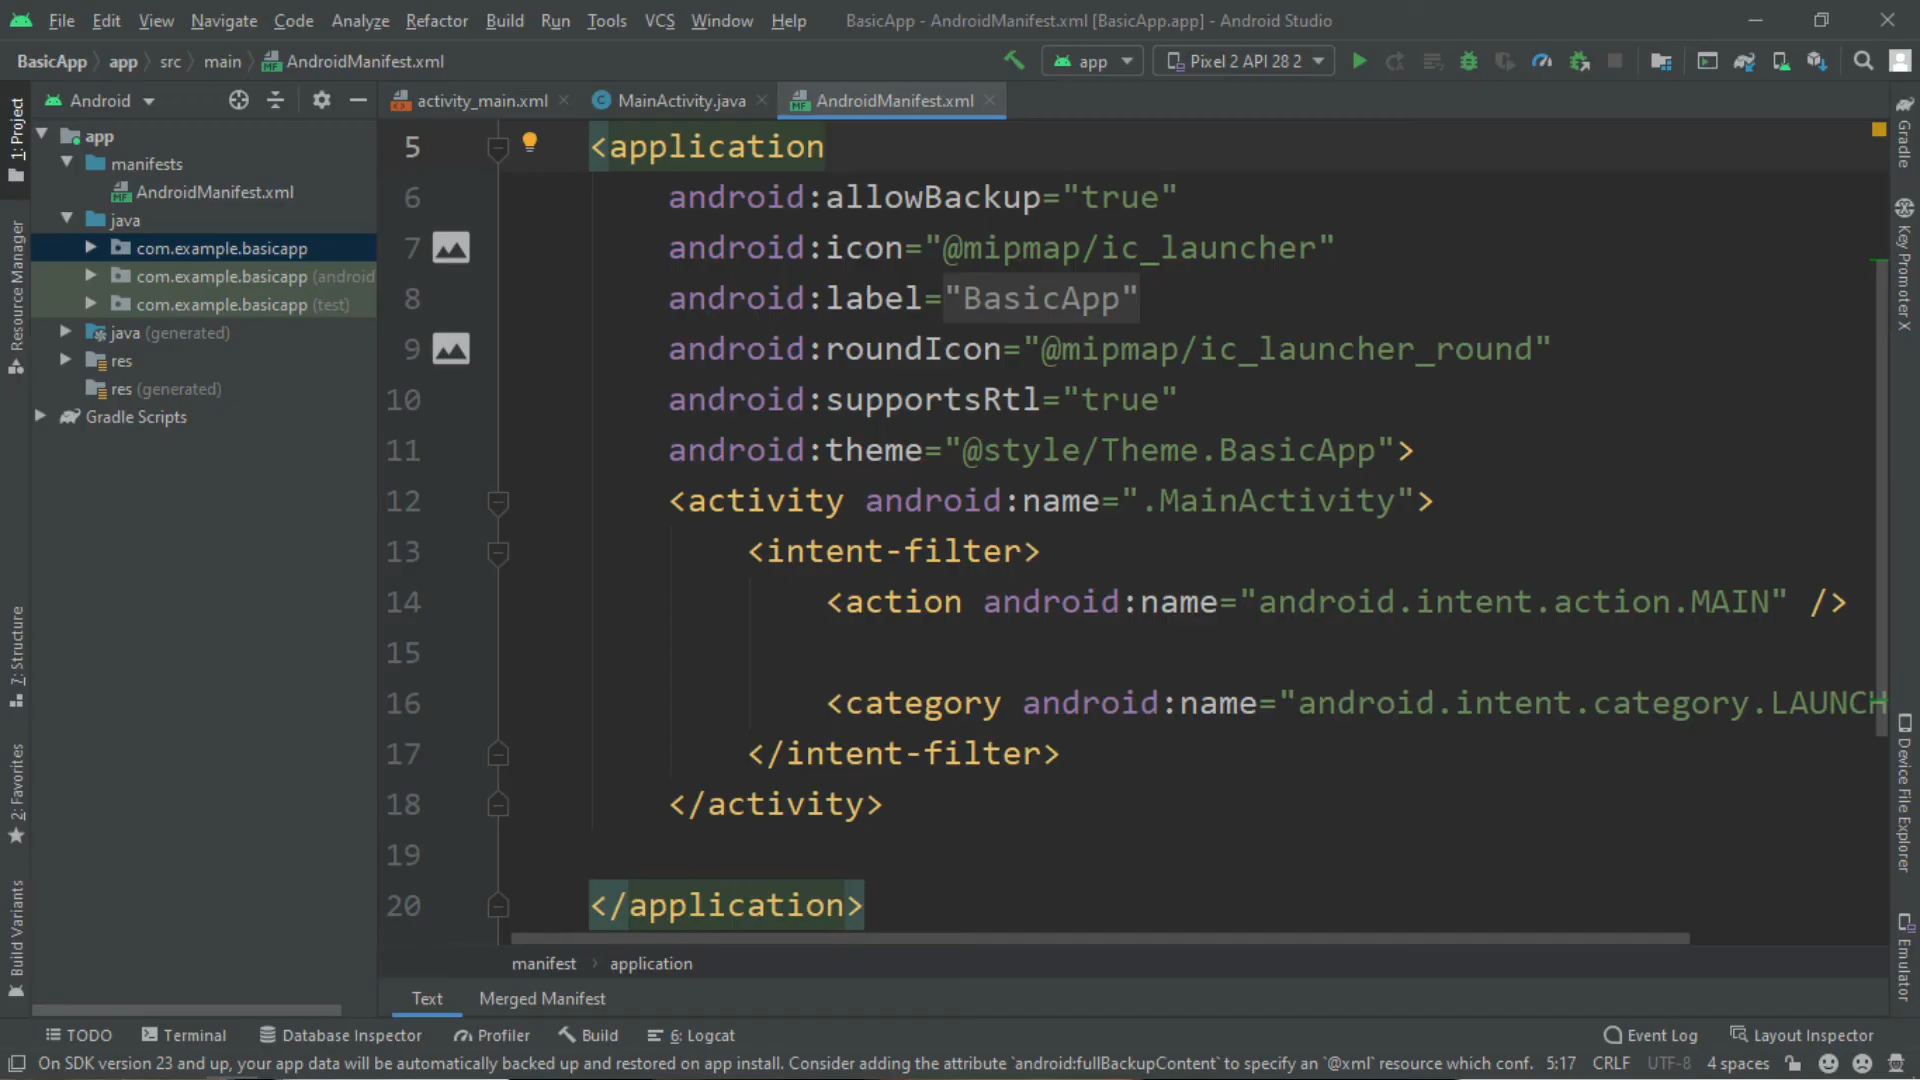 File Edit View Navigate Code Analyze Refactor Build Run Tools VCS Window Help BasicApp - AndroidManifest.xml [BasicApp.app] - Android Studio
BasicApp app src main AndroidManifest.xml app Pixel 2 API 28 2
Android
activity_main.xml MainActivity.java AndroidManifest.xml
1: Project
Resource Manager
7: Structure
2: Favorites
Build Variants
app
manifests
AndroidManifest.xml
java
com.example.basicapp
com.example.basicapp (android
com.example.basicapp (test)
java (generated)
res
res (generated)
Gradle Scripts
5 <application
6 android:allowBackup="true"
7 android:icon="@mipmap/ic_launcher"
8 android:label="BasicApp"
9 android:roundIcon="@mipmap/ic_launcher_round"
10 android:supportsRtl="true"
11 android:theme="@style/Theme.BasicApp">
12 <activity android:name=".MainActivity">
13 <intent-filter>
14 <action android:name="android.intent.action.MAIN" />
15
16 <category android:name="android.intent.category.LAUNCH
17 </intent-filter>
18 </activity>
19
20 </application>
Gradle
Key Promoter X
Device File Explorer
Emulator
manifest application
Text Merged Manifest
TODO Terminal Database Inspector Profiler Build 6: Logcat Event Log Layout Inspector
On SDK version 23 and up, your app data will be automatically backed up and restored on app install. Consider adding the attribute `android:fullBackupContent` to specify an `@xml` resource which conf. 5:17 CRLF UTF-8 4 spaces